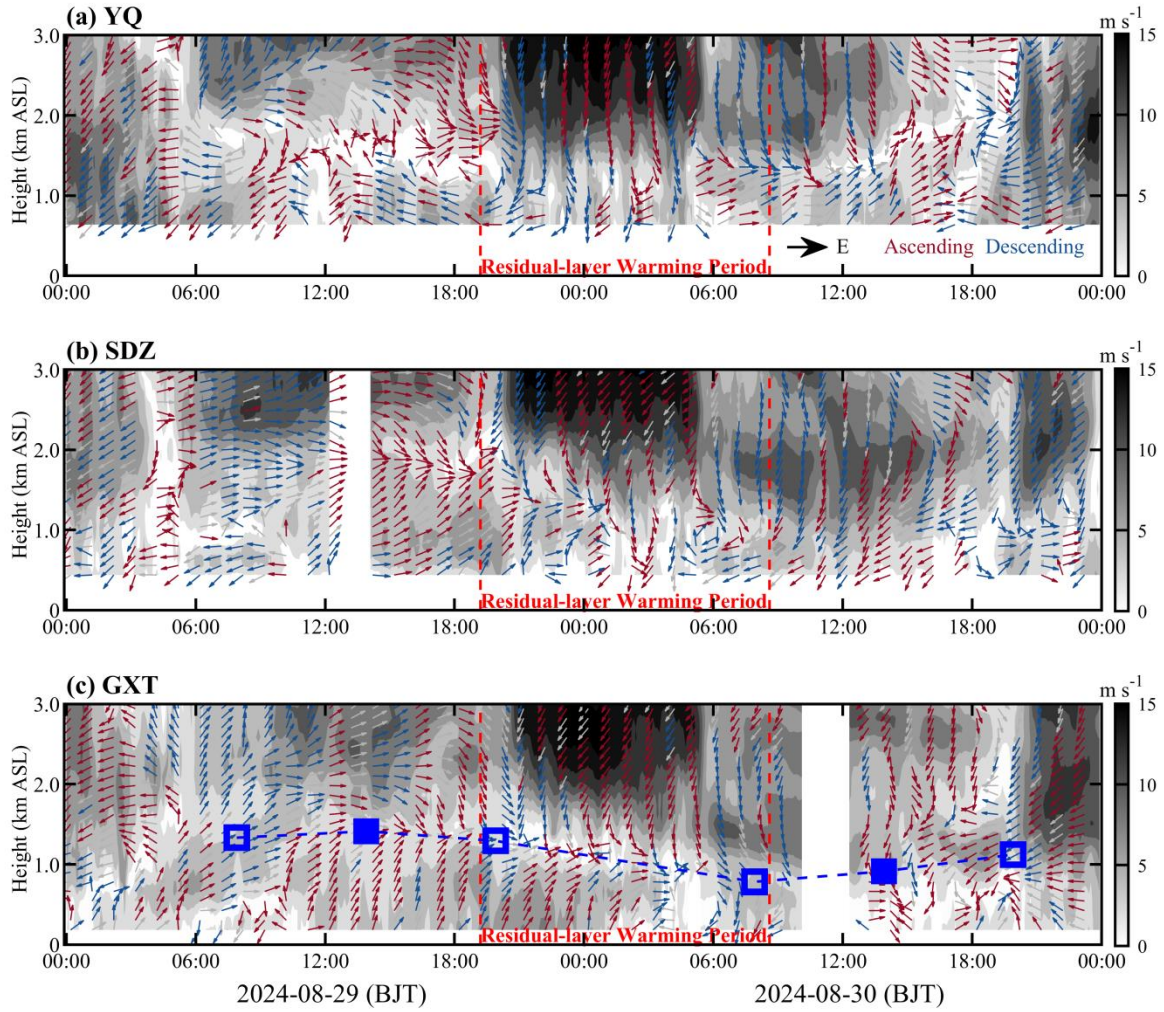 (a) YQ
m s-1
Height (km ASL)
3.0
2.0
1.0
0
15
10
5
0
E Ascending Descending
Residual-layer Warming Period
00:00 06:00 12:00 18:00 00:00 06:00 12:00 18:00 00:00
(b) SDZ
m s-1
Height (km ASL)
3.0
2.0
1.0
0
15
10
5
0
Residual-layer Warming Period
00:00 06:00 12:00 18:00 00:00 06:00 12:00 18:00 00:00
(c) GXT
m s-1
Height (km ASL)
3.0
2.0
1.0
0
15
10
5
0
Residual-layer Warming Period
00:00 06:00 12:00 18:00 00:00 06:00 12:00 18:00 00:00
2024-08-29 (BJT) 2024-08-30 (BJT)